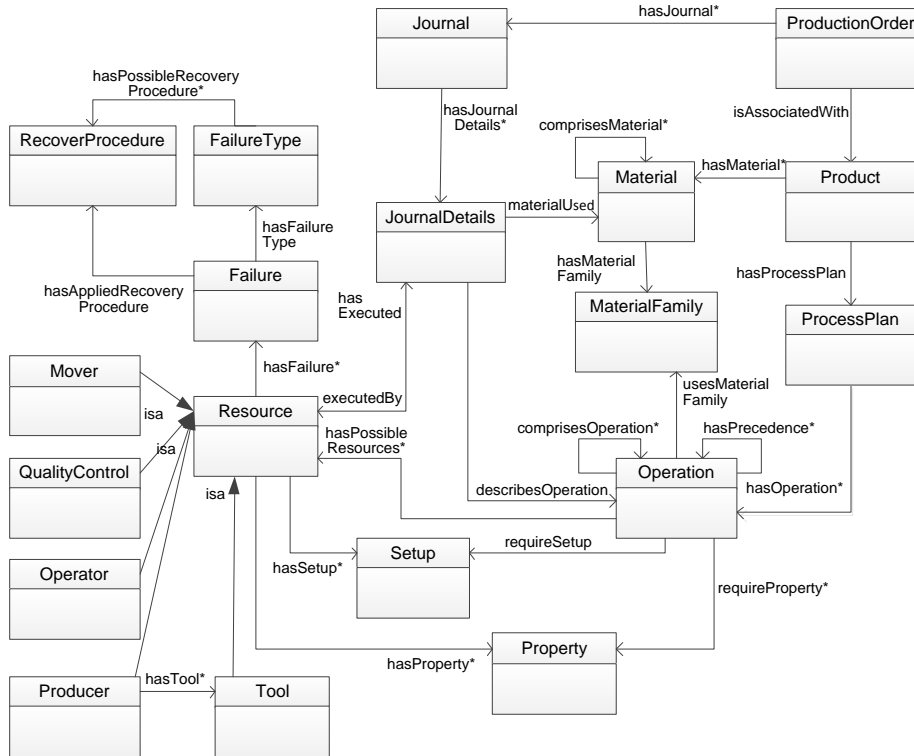 hasJournal*
Journal
ProductionOrder
hasPossibleRecovery
Procedure*
hasJournal
Details*
isAssociatedWith
comprisesMaterial*
RecoverProcedure
FailureType
hasMaterial*
Material
Product
JournalDetails
materialUsed
hasFailure
Type
hasMaterial
Family
hasProcessPlan
Failure
hasAppliedRecovery
Procedure
has
Executed
MaterialFamily
ProcessPlan
Mover
hasFailure*
usesMaterial
Family
executedBy
Resource
isa
hasPossible
Resources*
comprisesOperation*
hasPrecedence*
isa
QualityControl
Operation
isa
describesOperation
hasOperation*
requireSetup
Setup
hasSetup*
Operator
requireProperty*
Property
hasProperty*
Producer
hasTool*
Tool